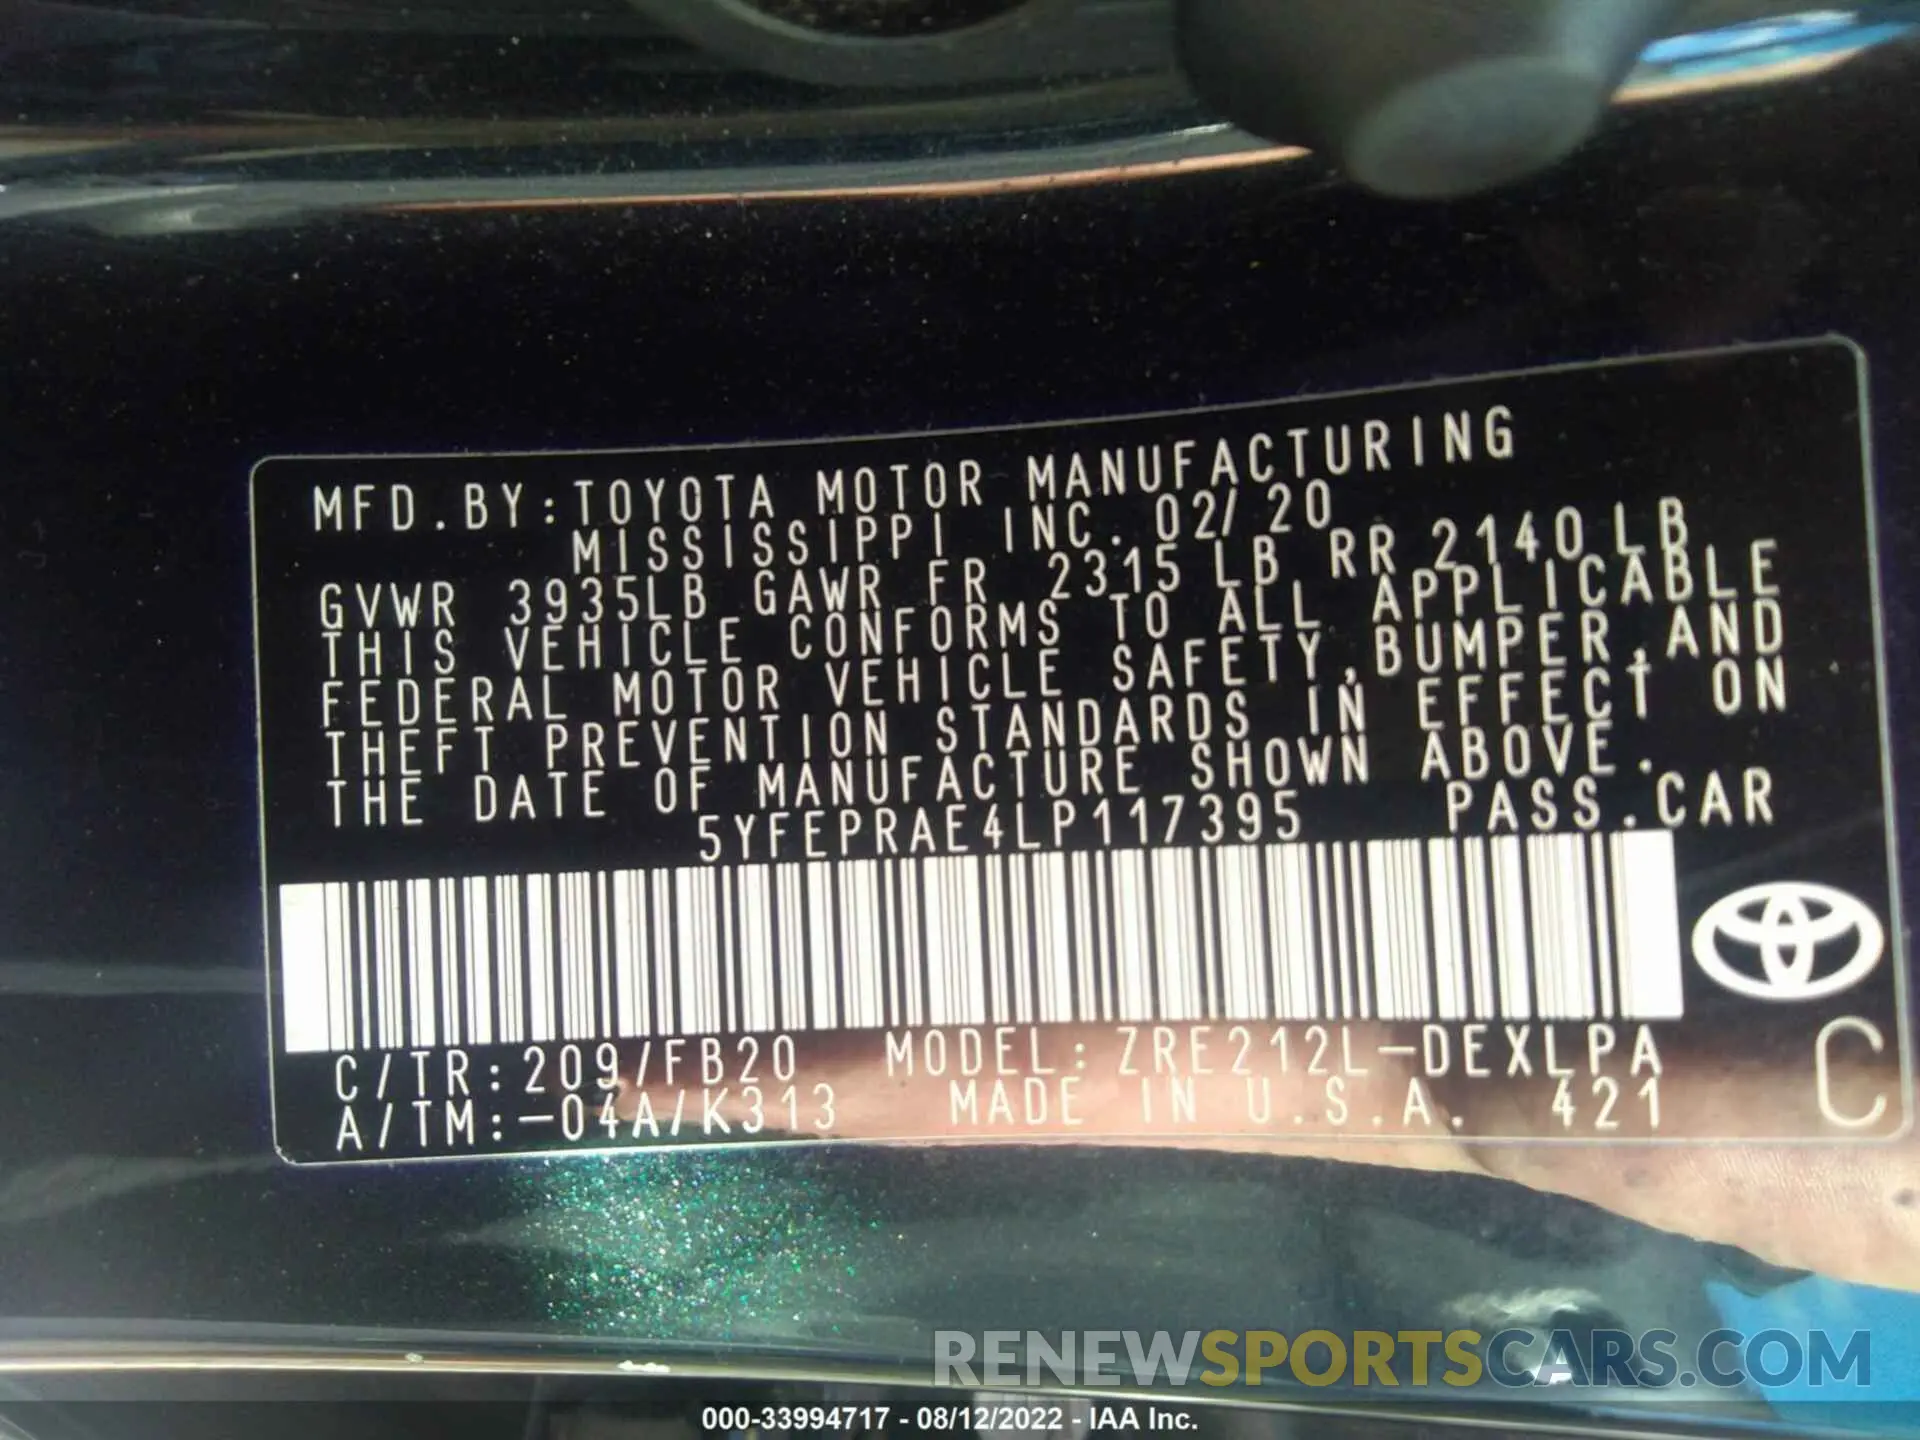 MFD.BY:TOYOTA MOTOR MANUFACTURING
MISSISSIPPI INC. 02/20
GVWR 3935LB GAWR FR 2315LB RR 2140LB
THIS VEHICLE CONFORMS TO ALL APPLICABLE
FEDERAL MOTOR VEHICLE SAFETY,BUMPER,AND
THEFT PREVENTION STANDARDS IN EFFECT ON
THE DATE OF MANUFACTURE SHOWN ABOVE.
5YFEPRAE4LP117395 PASS.CAR
C/TR:209/FB20 MODEL:ZRE212L-DEXLPA
A/TM:-04A/K313 MADE IN U.S.A. 421
C
RENEWSPORTSCARS.COM
000-33994717 - 08/12/2022 - IAA Inc.